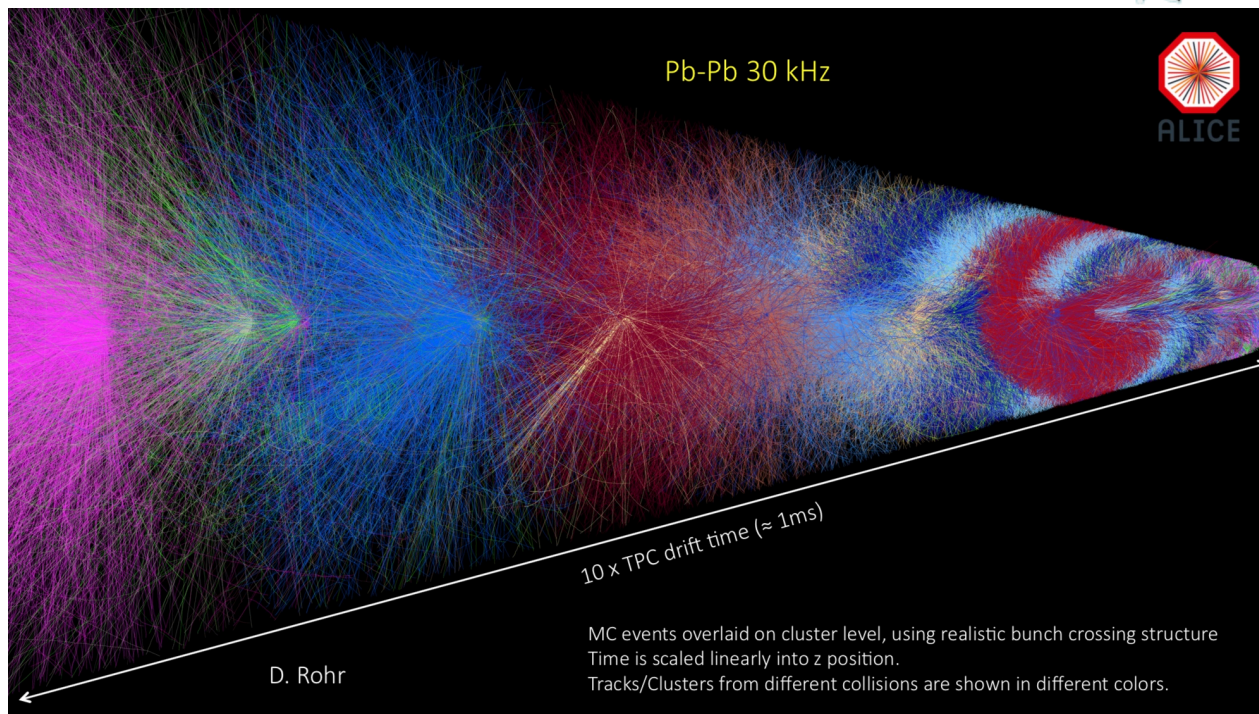 Pb-Pb 30 kHz
ALICE
10 x TPC drift time (≈ 1ms)
MC events overlaid on cluster level, using realistic bunch crossing structure
Time is scaled linearly into z position.
Tracks/Clusters from different collisions are shown in different colors.
D. Rohr